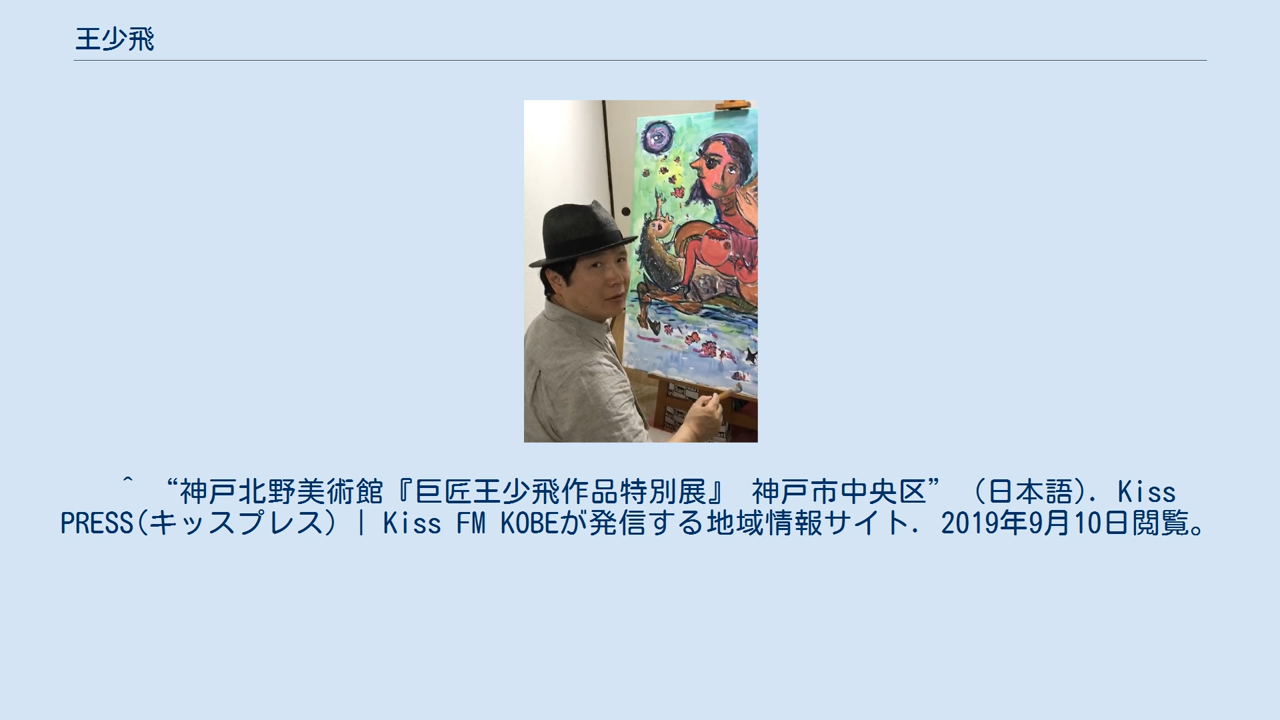 王少飛
^ “神戸北野美術館『巨匠王少飛作品特別展』 神戸市中央区” (日本語). Kiss
PRESS(キッスプレス) | Kiss FM KOBEが発信する地域情報サイト. 2019年9月10日閲覧。